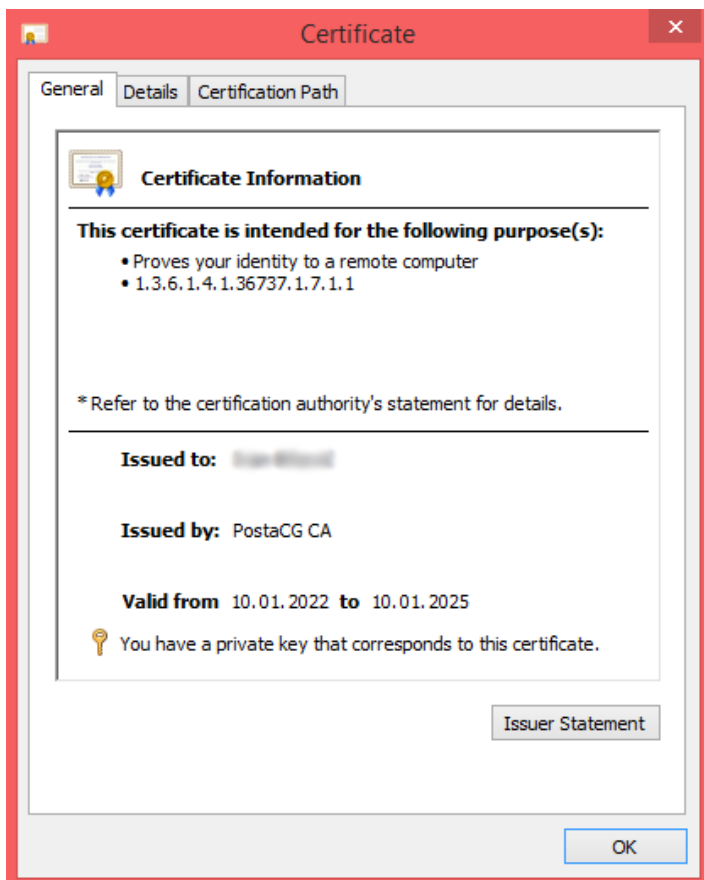 Certificate
General Details Certification Path
Certificate Information
This certificate is intended for the following purpose(s):
• Proves your identity to a remote computer
• 1.3.6.1.4.1.36737.1.7.1.1
* Refer to the certification authority's statement for details.
Issued to:
Issued by: PostaCG CA
Valid from 10.01.2022 to 10.01.2025
You have a private key that corresponds to this certificate.
Issuer Statement
OK